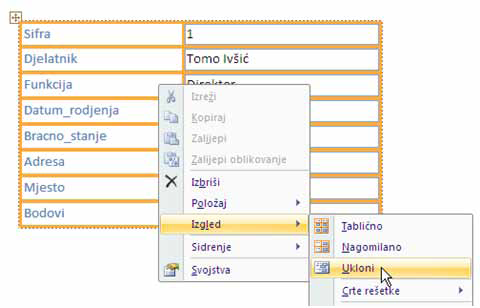 Sifra 1
Djelatnik Tomo Ivšić
Funkcija Direktor
Datum_rodjenja
Bracno_stanje
Adresa
Mjesto
Bodovi
Izreži
Kopiraj
Zalijepi
Zalijepi oblikovanje
Izbriši
Položaj
Izgled
Sidrenje
Svojstva
Tablično
Nagomilano
Ukloni
Crte rešetke